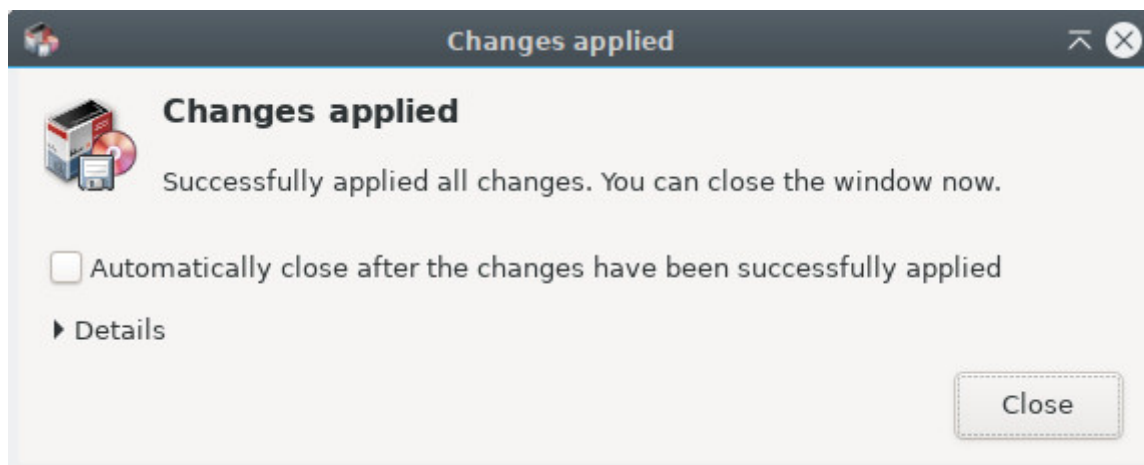 Changes applied
Changes applied
Successfully applied all changes. You can close the window now.
Automatically close after the changes have been successfully applied
Details
Close